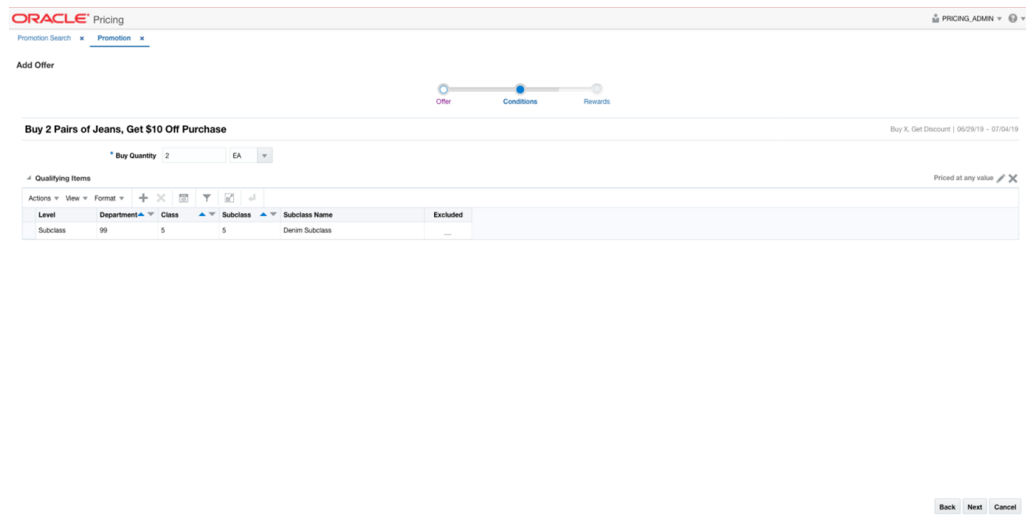 ORACLE® Pricing PRICING_ADMIN
Promotion Search × Promotion ×
Add Offer
Offer Conditions Rewards
Buy 2 Pairs of Jeans, Get $10 Off Purchase Buy X, Get Discount | 06/29/19 - 07/04/19
* Buy Quantity 2 EA
Qualifying Items Priced at any value
Actions View Format
Level Department Class Subclass Subclass Name Excluded
Subclass 99 5 5 Denim Subclass __
Back Next Cancel